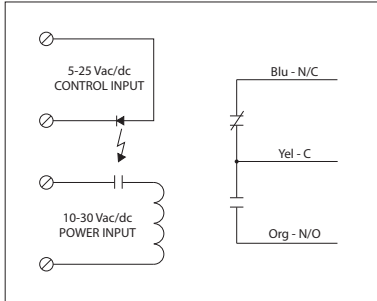 5-25 Vac/dc
CONTROL INPUT
10-30 Vac/dc
POWER INPUT
Blu - N/C
Yel - C
Org - N/O